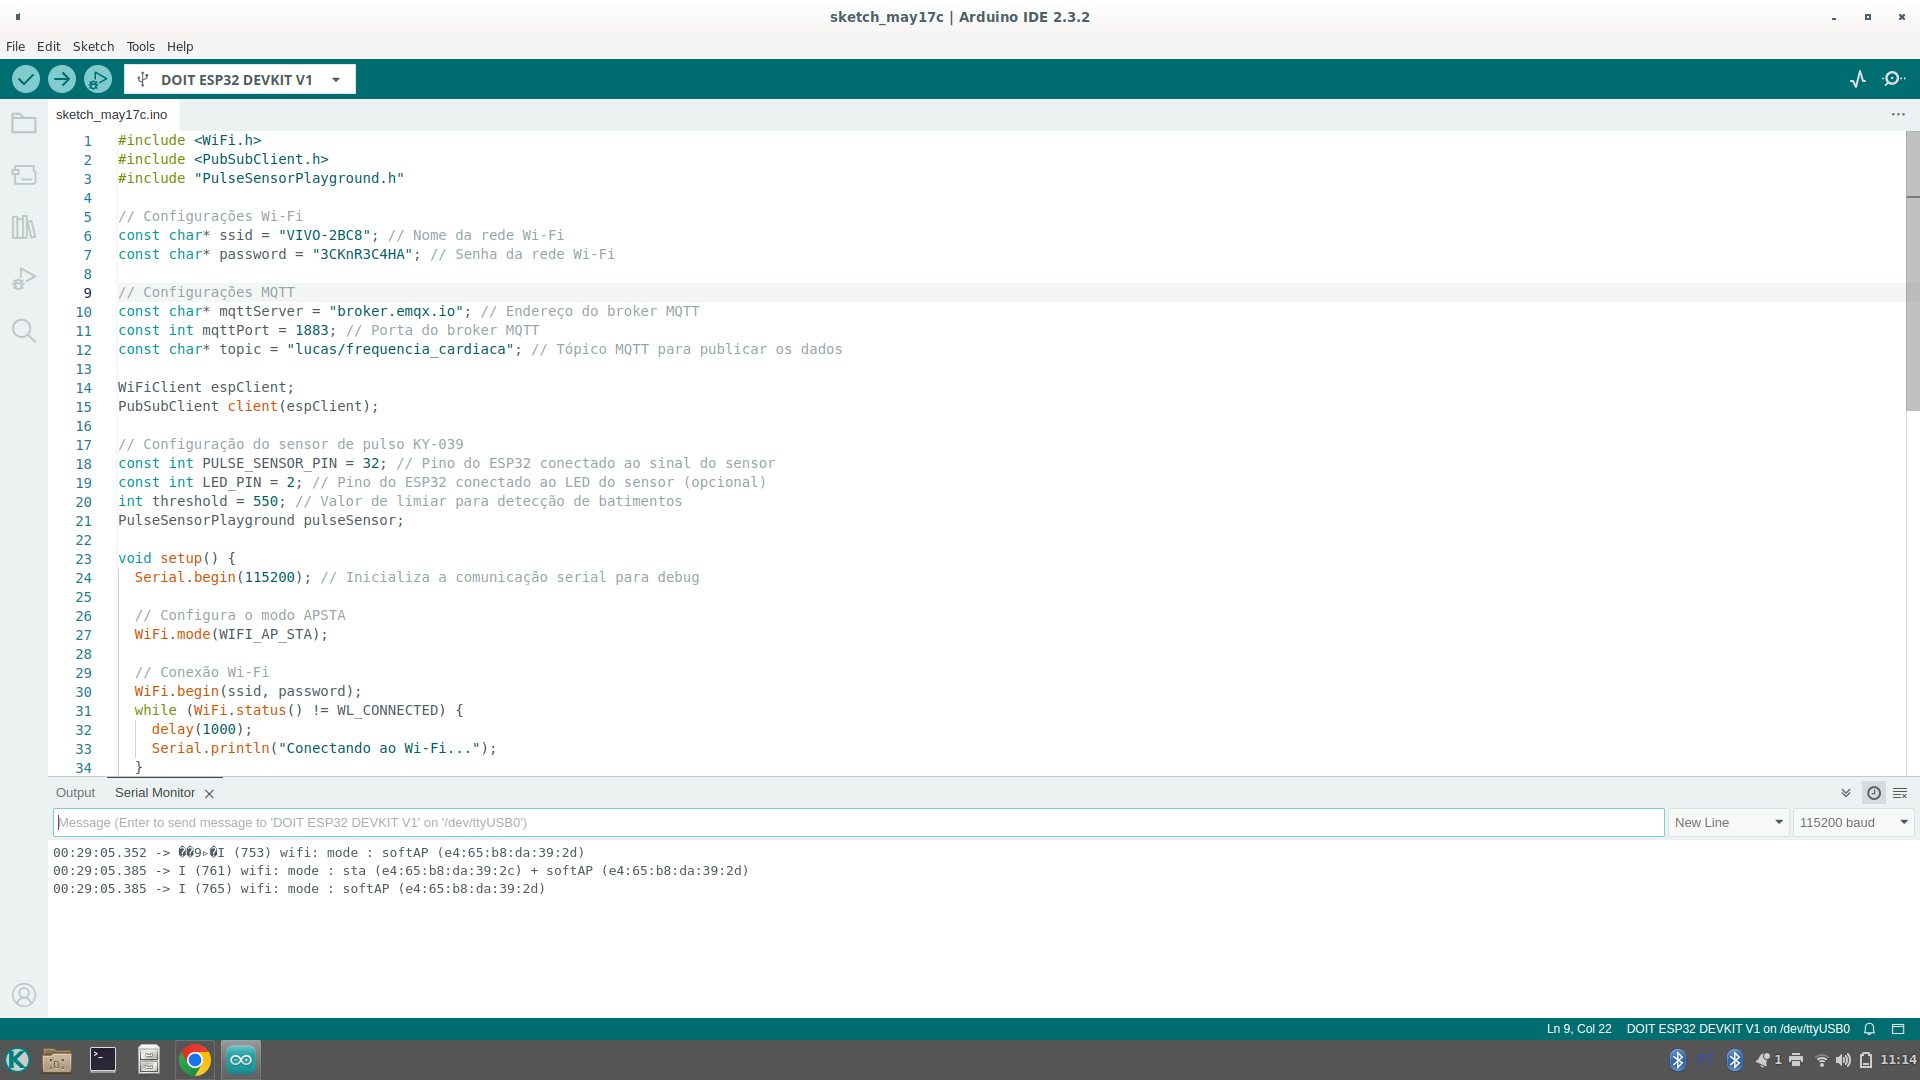 sketch_may17c | Arduino IDE 2.3.2
File Edit Sketch Tools Help
DOIT ESP32 DEVKIT V1
sketch_may17c.ino
1 #include <WiFi.h>
2 #include <PubSubClient.h>
3 #include "PulseSensorPlayground.h"
4
5 // Configurações Wi-Fi
6 const char* ssid = "VIVO-2BC8"; // Nome da rede Wi-Fi
7 const char* password = "3CKnR3C4HA"; // Senha da rede Wi-Fi
8
9 // Configurações MQTT
10 const char* mqttServer = "broker.emqx.io"; // Endereço do broker MQTT
11 const int mqttPort = 1883; // Porta do broker MQTT
12 const char* topic = "lucas/frequencia_cardiaca"; // Tópico MQTT para publicar os dados
13
14 WiFiClient espClient;
15 PubSubClient client(espClient);
16
17 // Configuração do sensor de pulso KY-039
18 const int PULSE_SENSOR_PIN = 32; // Pino do ESP32 conectado ao sinal do sensor
19 const int LED_PIN = 2; // Pino do ESP32 conectado ao LED do sensor (opcional)
20 int threshold = 550; // Valor de limiar para detecção de batimentos
21 PulseSensorPlayground pulseSensor;
22
23 void setup() {
24 Serial.begin(115200); // Inicializa a comunicação serial para debug
25
26 // Configura o modo APSTA
27 WiFi.mode(WIFI_AP_STA);
28
29 // Conexão Wi-Fi
30 WiFi.begin(ssid, password);
31 while (WiFi.status() != WL_CONNECTED) {
32 delay(1000);
33 Serial.println("Conectando ao Wi-Fi...");
34 }
Output Serial Monitor
Message (Enter to send message to 'DOIT ESP32 DEVKIT V1' on '/dev/ttyUSB0') New Line 115200 baud
00:29:05.352 -> ��9▹�I (753) wifi: mode : softAP (e4:65:b8:da:39:2d)
00:29:05.385 -> I (761) wifi: mode : sta (e4:65:b8:da:39:2c) + softAP (e4:65:b8:da:39:2d)
00:29:05.385 -> I (765) wifi: mode : softAP (e4:65:b8:da:39:2d)
Ln 9, Col 22 DOIT ESP32 DEVKIT V1 on /dev/ttyUSB0
1 11:14